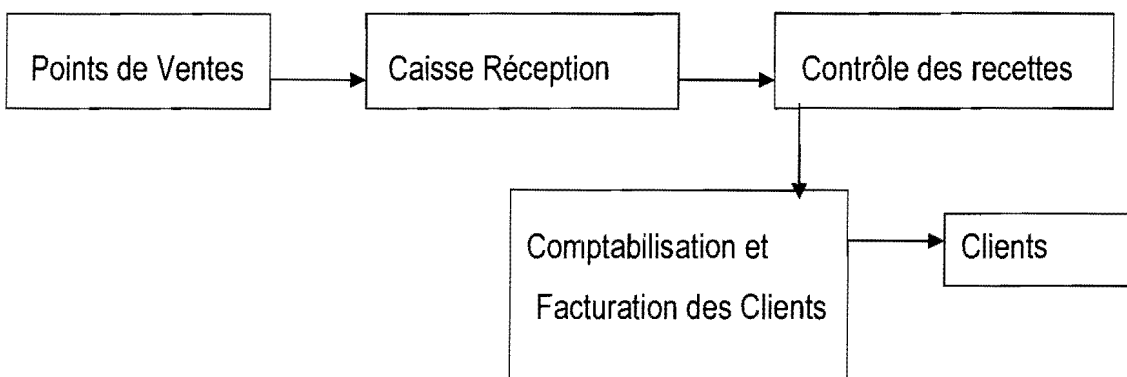 Points de Ventes
Caisse Réception
Contrôle des recettes
Comptabilisation et
Facturation des Clients
Clients